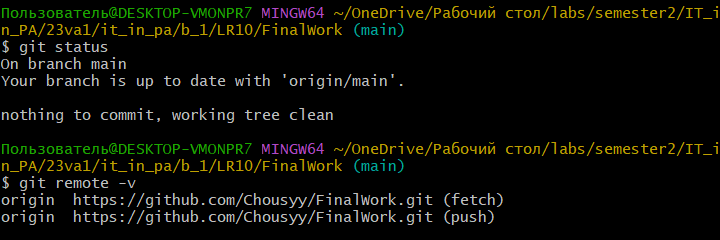 Пользователь@DESKTOP-VMONPR7 MINGW64 ~/OneDrive/Рабочий стол/labs/semester2/IT_i
n_PA/23va1/it_in_pa/b_1/LR10/FinalWork (main)
$ git status
On branch main
Your branch is up to date with 'origin/main'.
nothing to commit, working tree clean
Пользователь@DESKTOP-VMONPR7 MINGW64 ~/OneDrive/Рабочий стол/labs/semester2/IT_i
n_PA/23va1/it_in_pa/b_1/LR10/FinalWork (main)
$ git remote -v
origin  https://github.com/Chousyy/FinalWork.git (fetch)
origin  https://github.com/Chousyy/FinalWork.git (push)